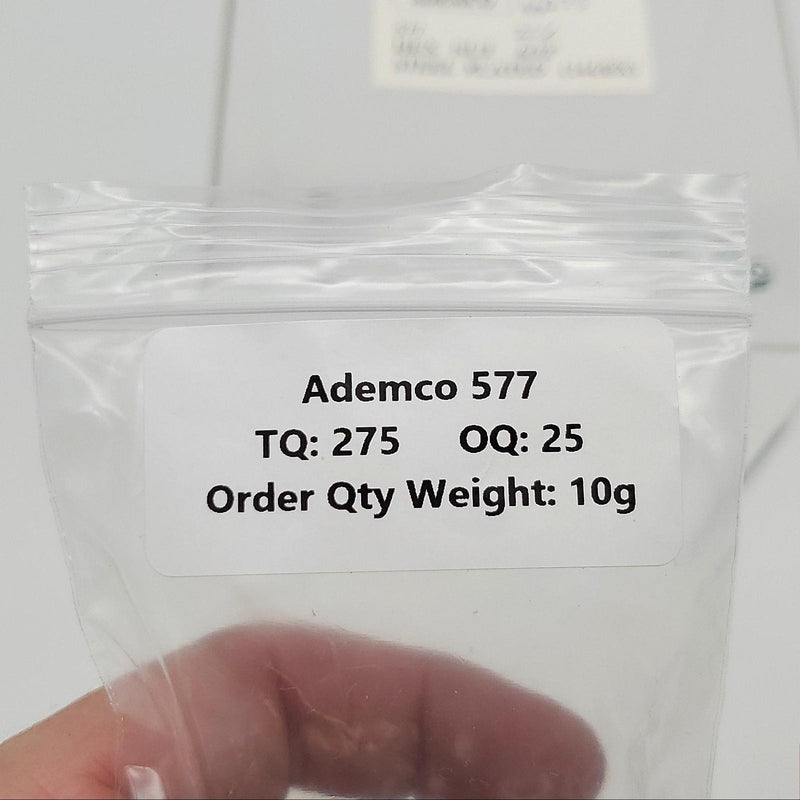 Ademco 577
TQ: 275 OQ: 25
Order Qty Weight: 10g